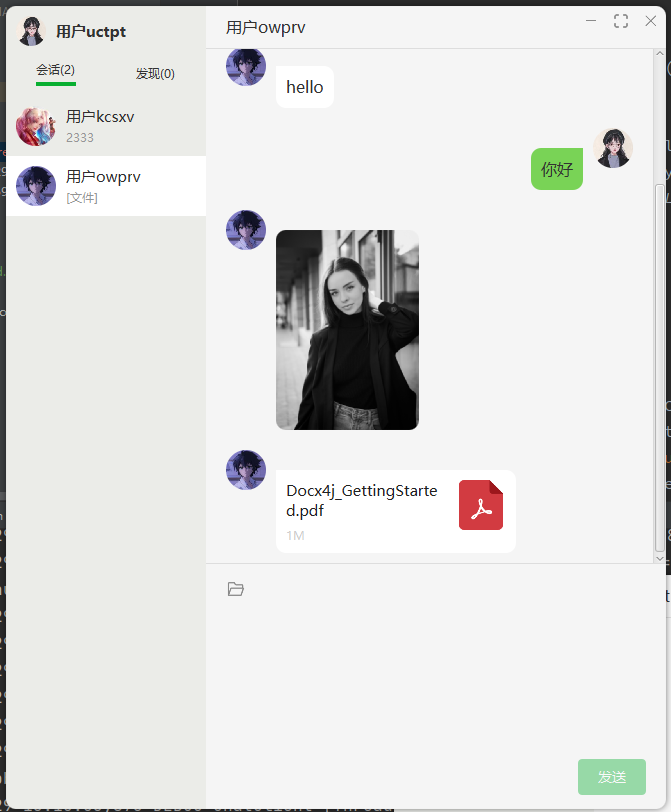 用户uctpt
会话(2)
发现(0)
用户kcsxv
2333
用户owprv
[文件]
用户owprv
hello
你好
Docx4j_GettingStarte
d.pdf
1M
发送